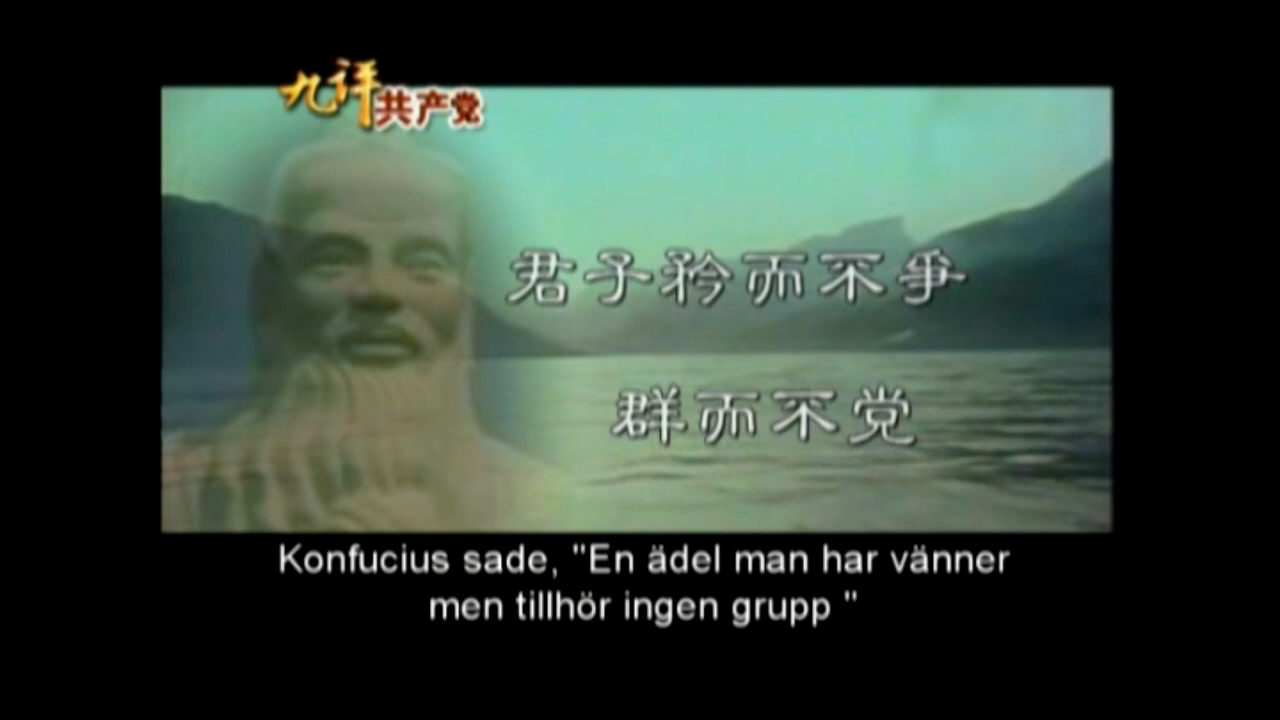 九评共产党
君子矜而不争
群而不党
Konfucius sade, "En ädel man har vänner
men tillhör ingen grupp "